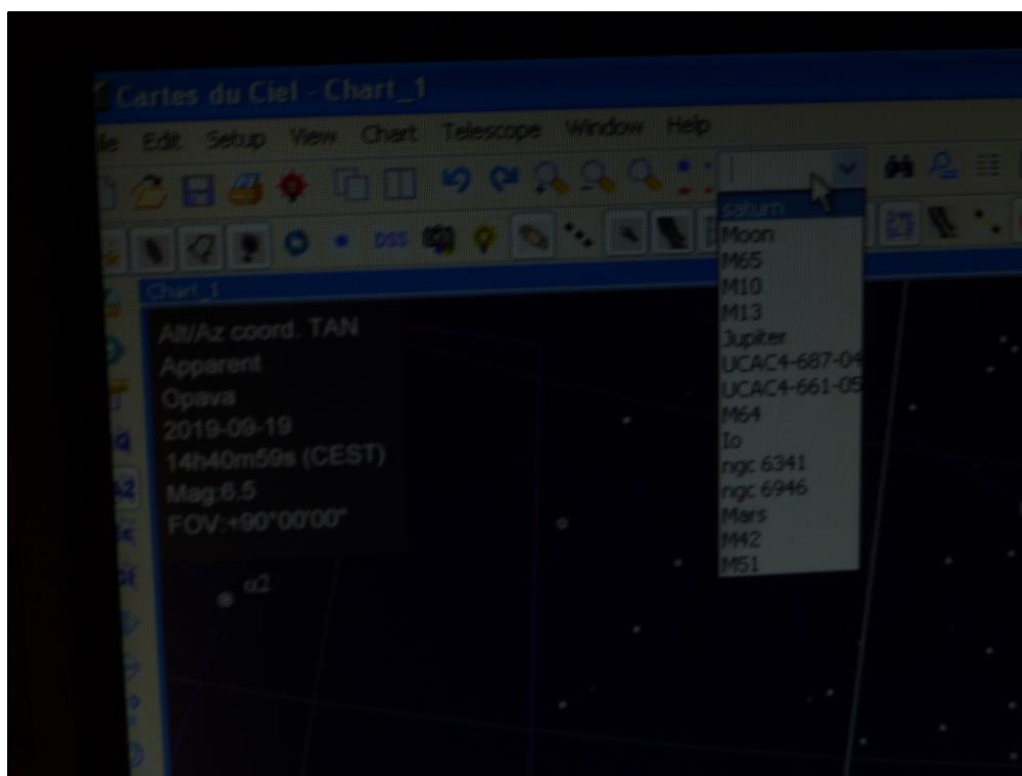 Cartes du Ciel - Chart_1
Edit Setup View Chart Telescope Window Help
DSS
Chart_1
Alt/Az coord. TAN
Apparent
Opava
2019-09-19
14h40m59s (CEST)
Mag:6.5
FOV:+90°00'00"
α2
saturn
Moon
M65
M10
M13
Jupiter
UCAC4-687-04
UCAC4-661-05
M64
Io
ngc 6341
ngc 6946
Mars
M42
M51